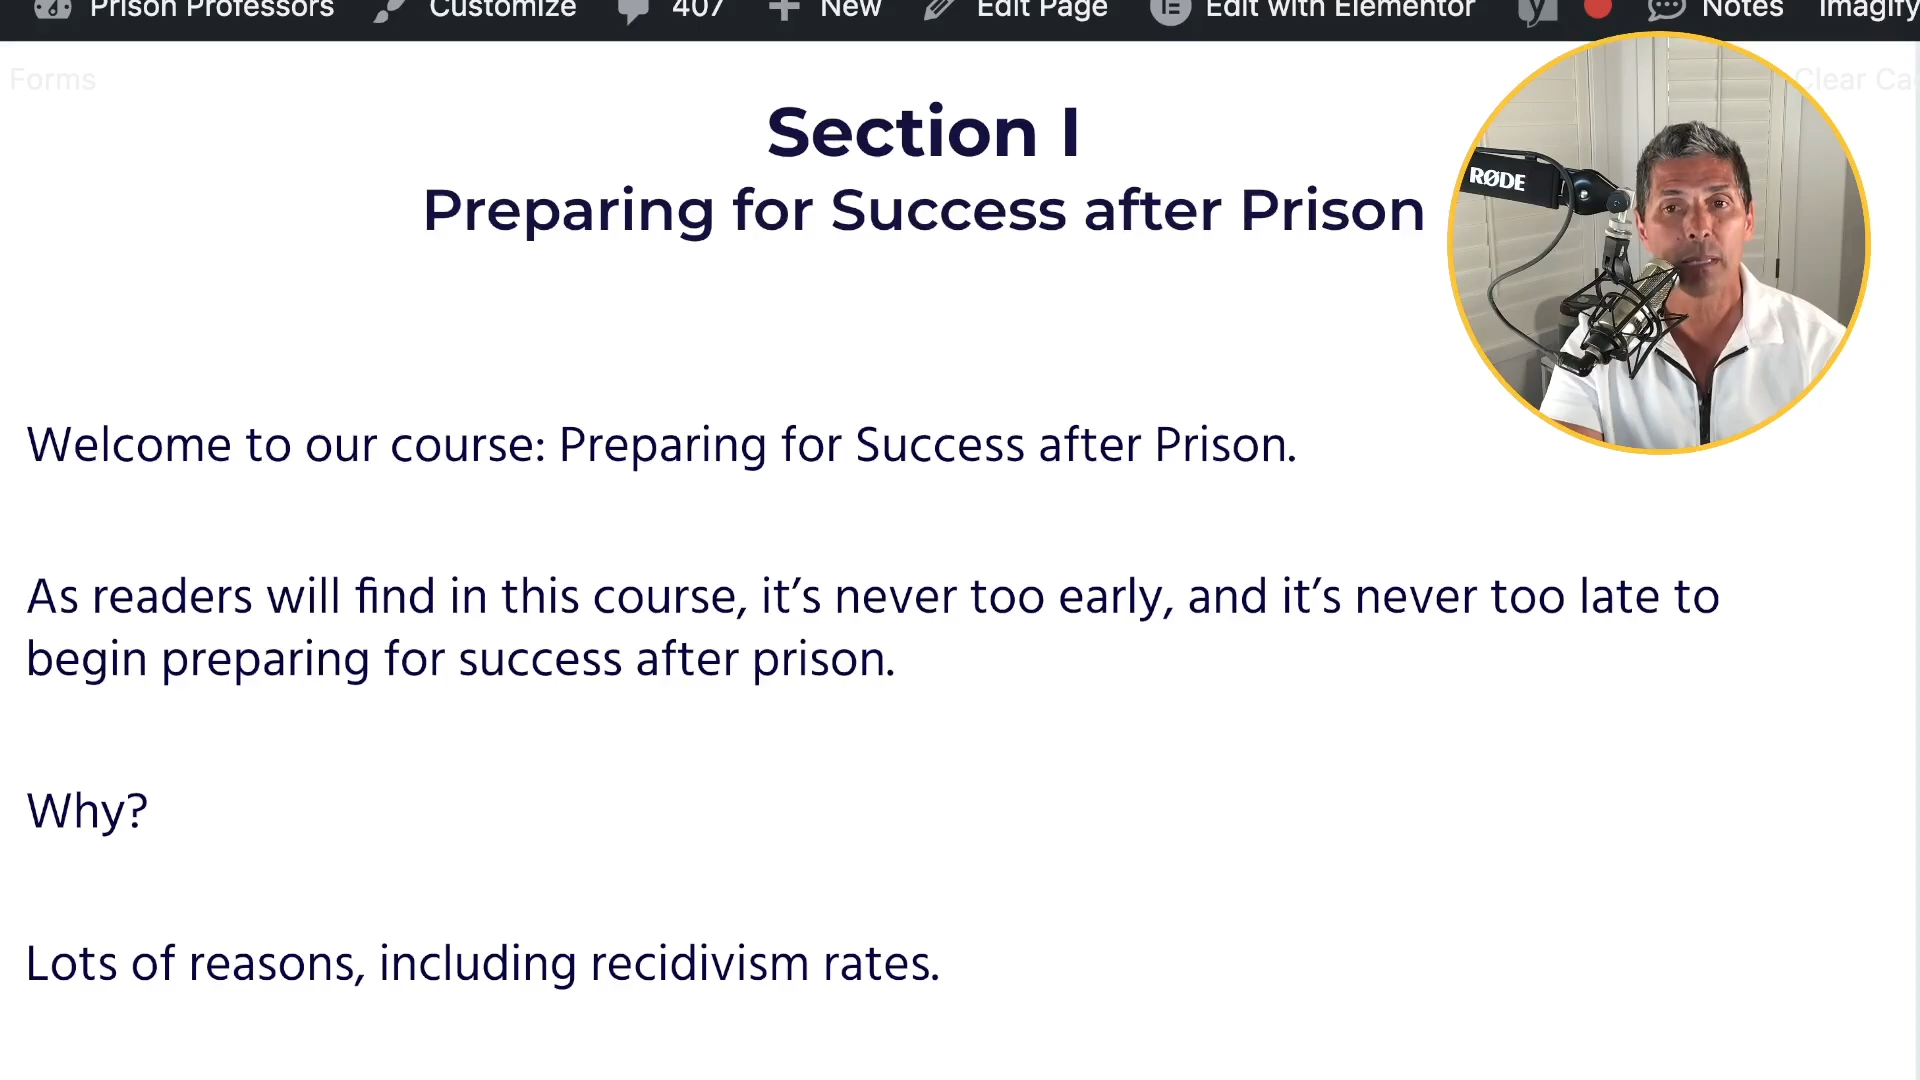 Prison Professors Customize 407 New Edit Page Edit with Elementor Notes Imagify
Forms
Clear Ca
Section I
Preparing for Success after Prison
RØDE
Welcome to our course: Preparing for Success after Prison.
As readers will find in this course, it’s never too early, and it’s never too late to
begin preparing for success after prison.
Why?
Lots of reasons, including recidivism rates.